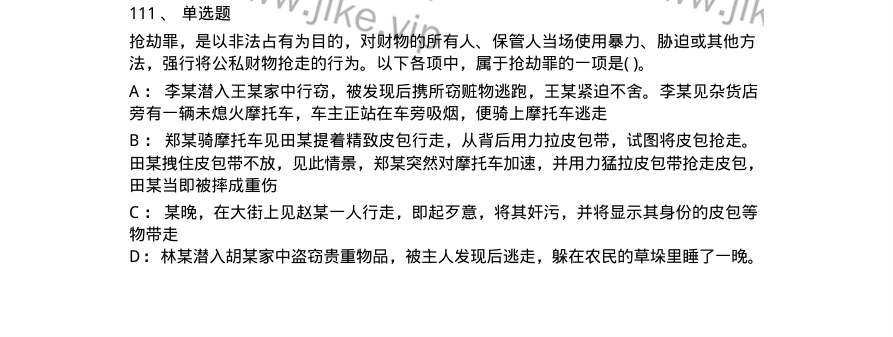 www.jlke.vip
111 、 单选题
抢劫罪，是以非法占有为目的，对财物的所有人、保管人当场使用暴力、胁迫或其他方
法，强行将公私财物抢走的行为。以下各项中，属于抢劫罪的一项是( )。
A ： 李某潜入王某家中行窃，被发现后携所窃赃物逃跑，王某紧迫不舍。李某见杂货店
旁有一辆未熄火摩托车，车主正站在车旁吸烟，便骑上摩托车逃走
B ： 郑某骑摩托车见田某提着精致皮包行走，从背后用力拉皮包带，试图将皮包抢走。
田某拽住皮包带不放，见此情景，郑某突然对摩托车加速，并用力猛拉皮包带抢走皮包，
田某当即被摔成重伤
C ： 某晚，在大街上见赵某一人行走，即起歹意，将其奸污，并将显示其身份的皮包等
物带走
D ：林某潜入胡某家中盗窃贵重物品，被主人发现后逃走，躲在农民的草垛里睡了一晚。